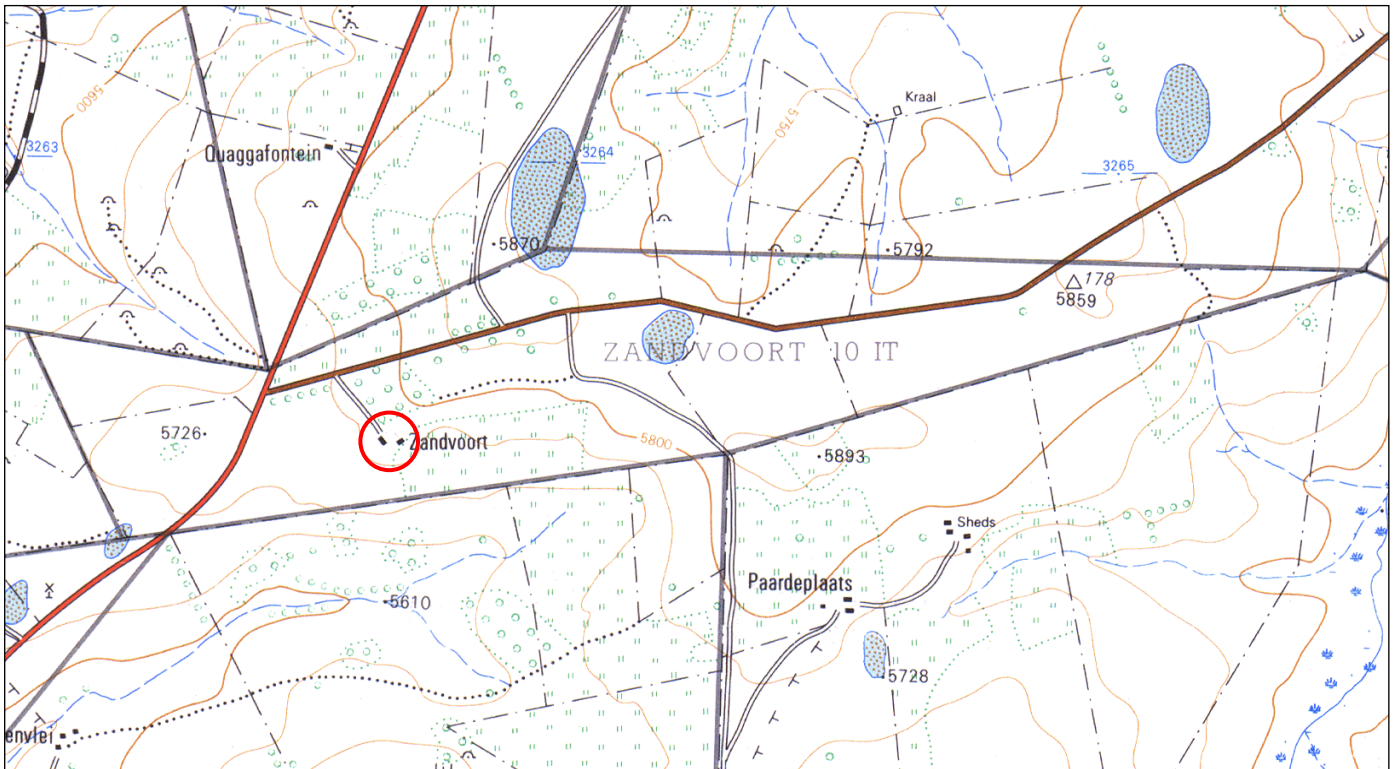 5600
Kraal
5750
3263
Quaggafontein
H
3264
3265
5870
5792
178
5859
ZANDVOORT 10 IT
5726
Zandvoort
5800
5893
Sheds
Paardeplaats
5610
5728
envlei